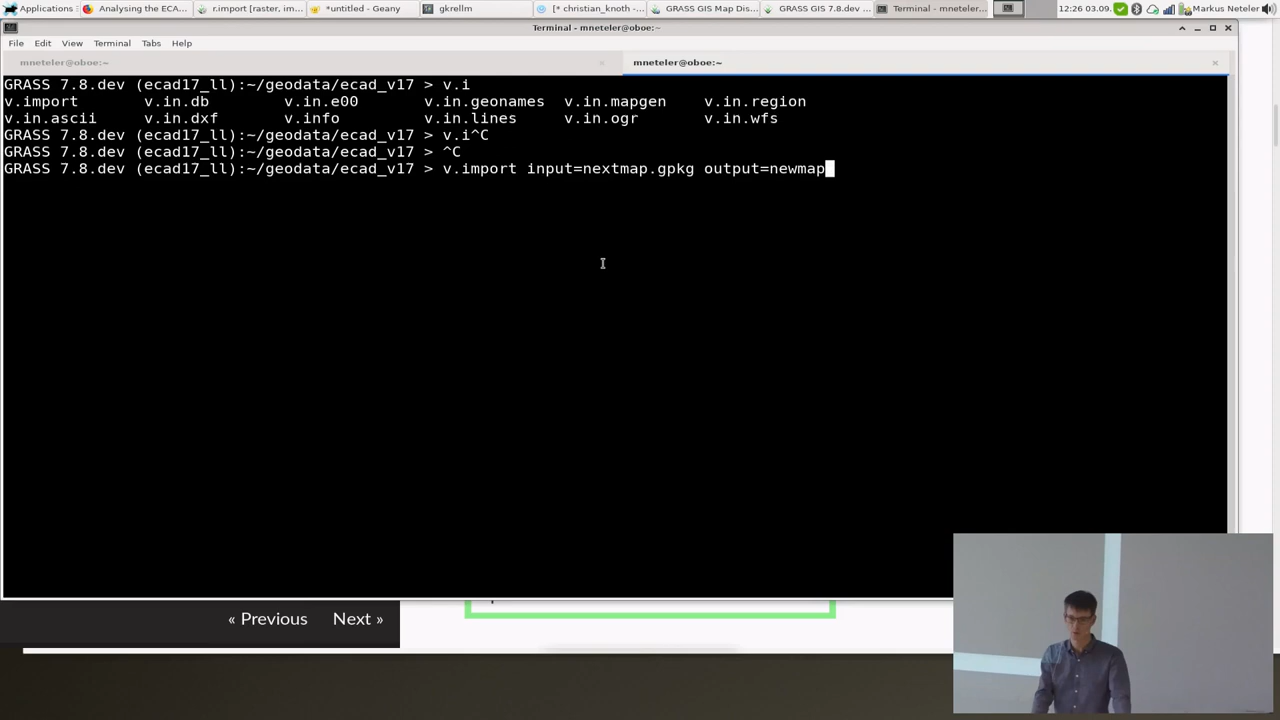 Applications
Analysing the ECA...
r.import [raster, im...
*untitled - Geany
gkrellm
[* christian_knoth -...
GRASS GIS Map Dis...
GRASS GIS 7.8.dev ...
Terminal - mneteler...
12:26 03.09.
Markus Neteler
Terminal - mneteler@oboe:~
File Edit View Terminal Tabs Help
mneteler@oboe:~
mneteler@oboe:~
GRASS 7.8.dev (ecad17_ll):~/geodata/ecad_v17 > v.i
v.import v.in.db v.in.e00 v.in.geonames v.in.mapgen v.in.region
v.in.ascii v.in.dxf v.info v.in.lines v.in.ogr v.in.wfs
GRASS 7.8.dev (ecad17_ll):~/geodata/ecad_v17 > v.i^C
GRASS 7.8.dev (ecad17_ll):~/geodata/ecad_v17 > ^C
GRASS 7.8.dev (ecad17_ll):~/geodata/ecad_v17 > v.import input=nextmap.gpkg output=newmap
« Previous Next »